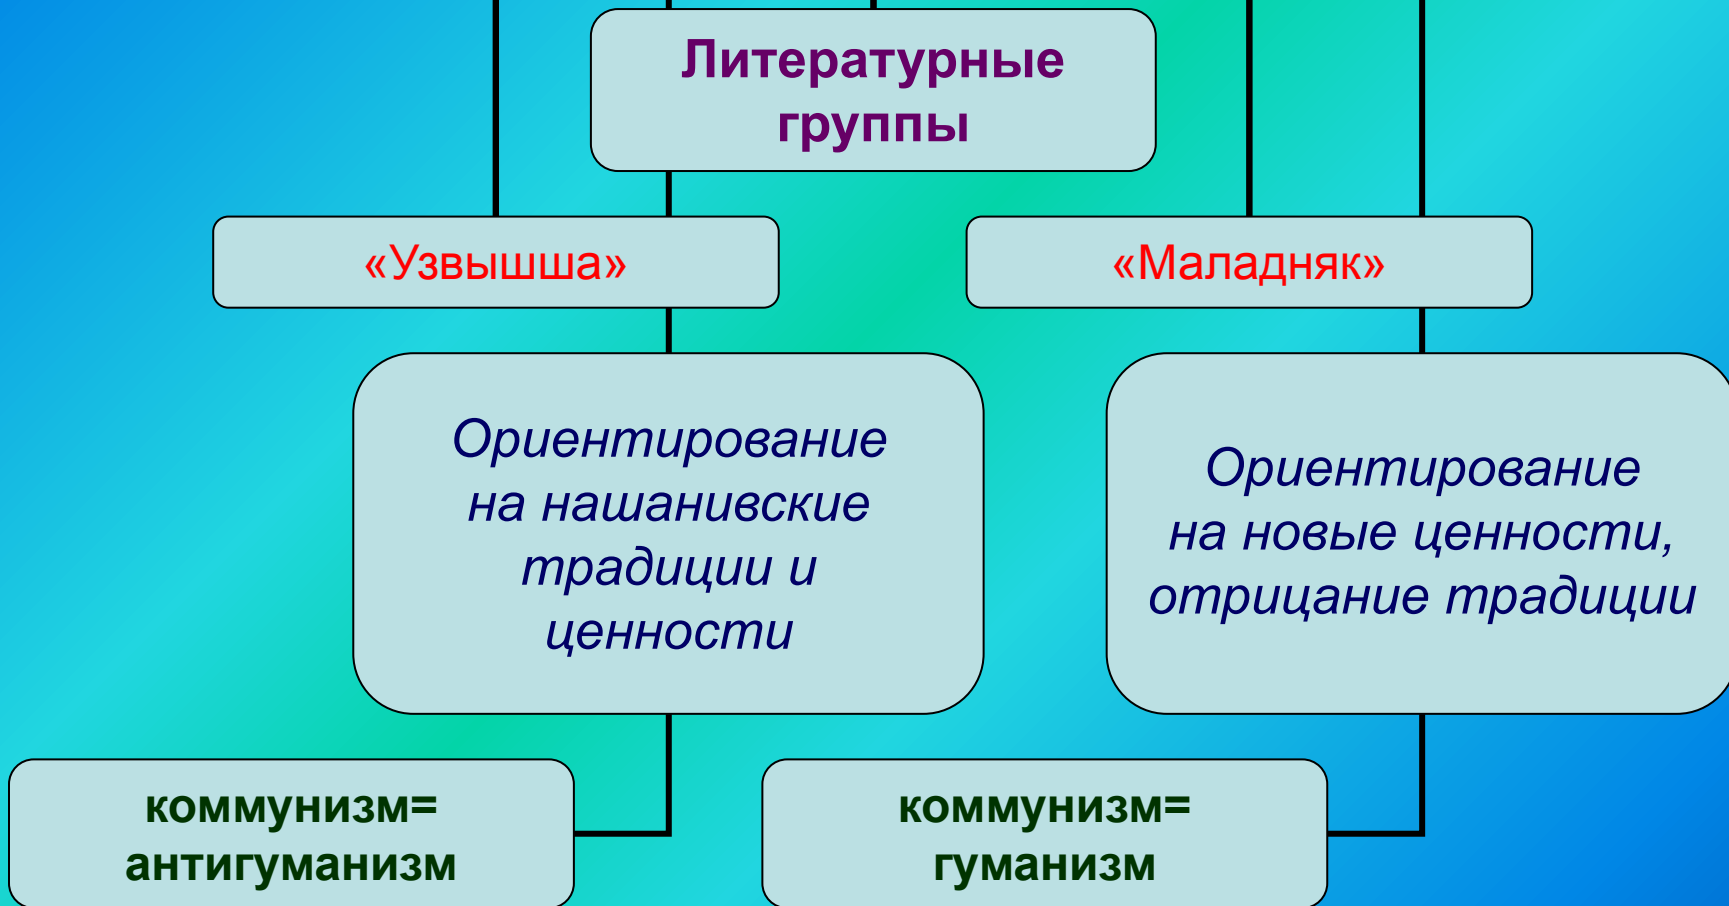 Литературные
группы
«Узвышша»
«Маладняк»
Ориентирование
на нашанивские
традиции и
ценности
Ориентирование
на новые ценности,
отрицание традиции
коммунизм=
антигуманизм
коммунизм=
гуманизм